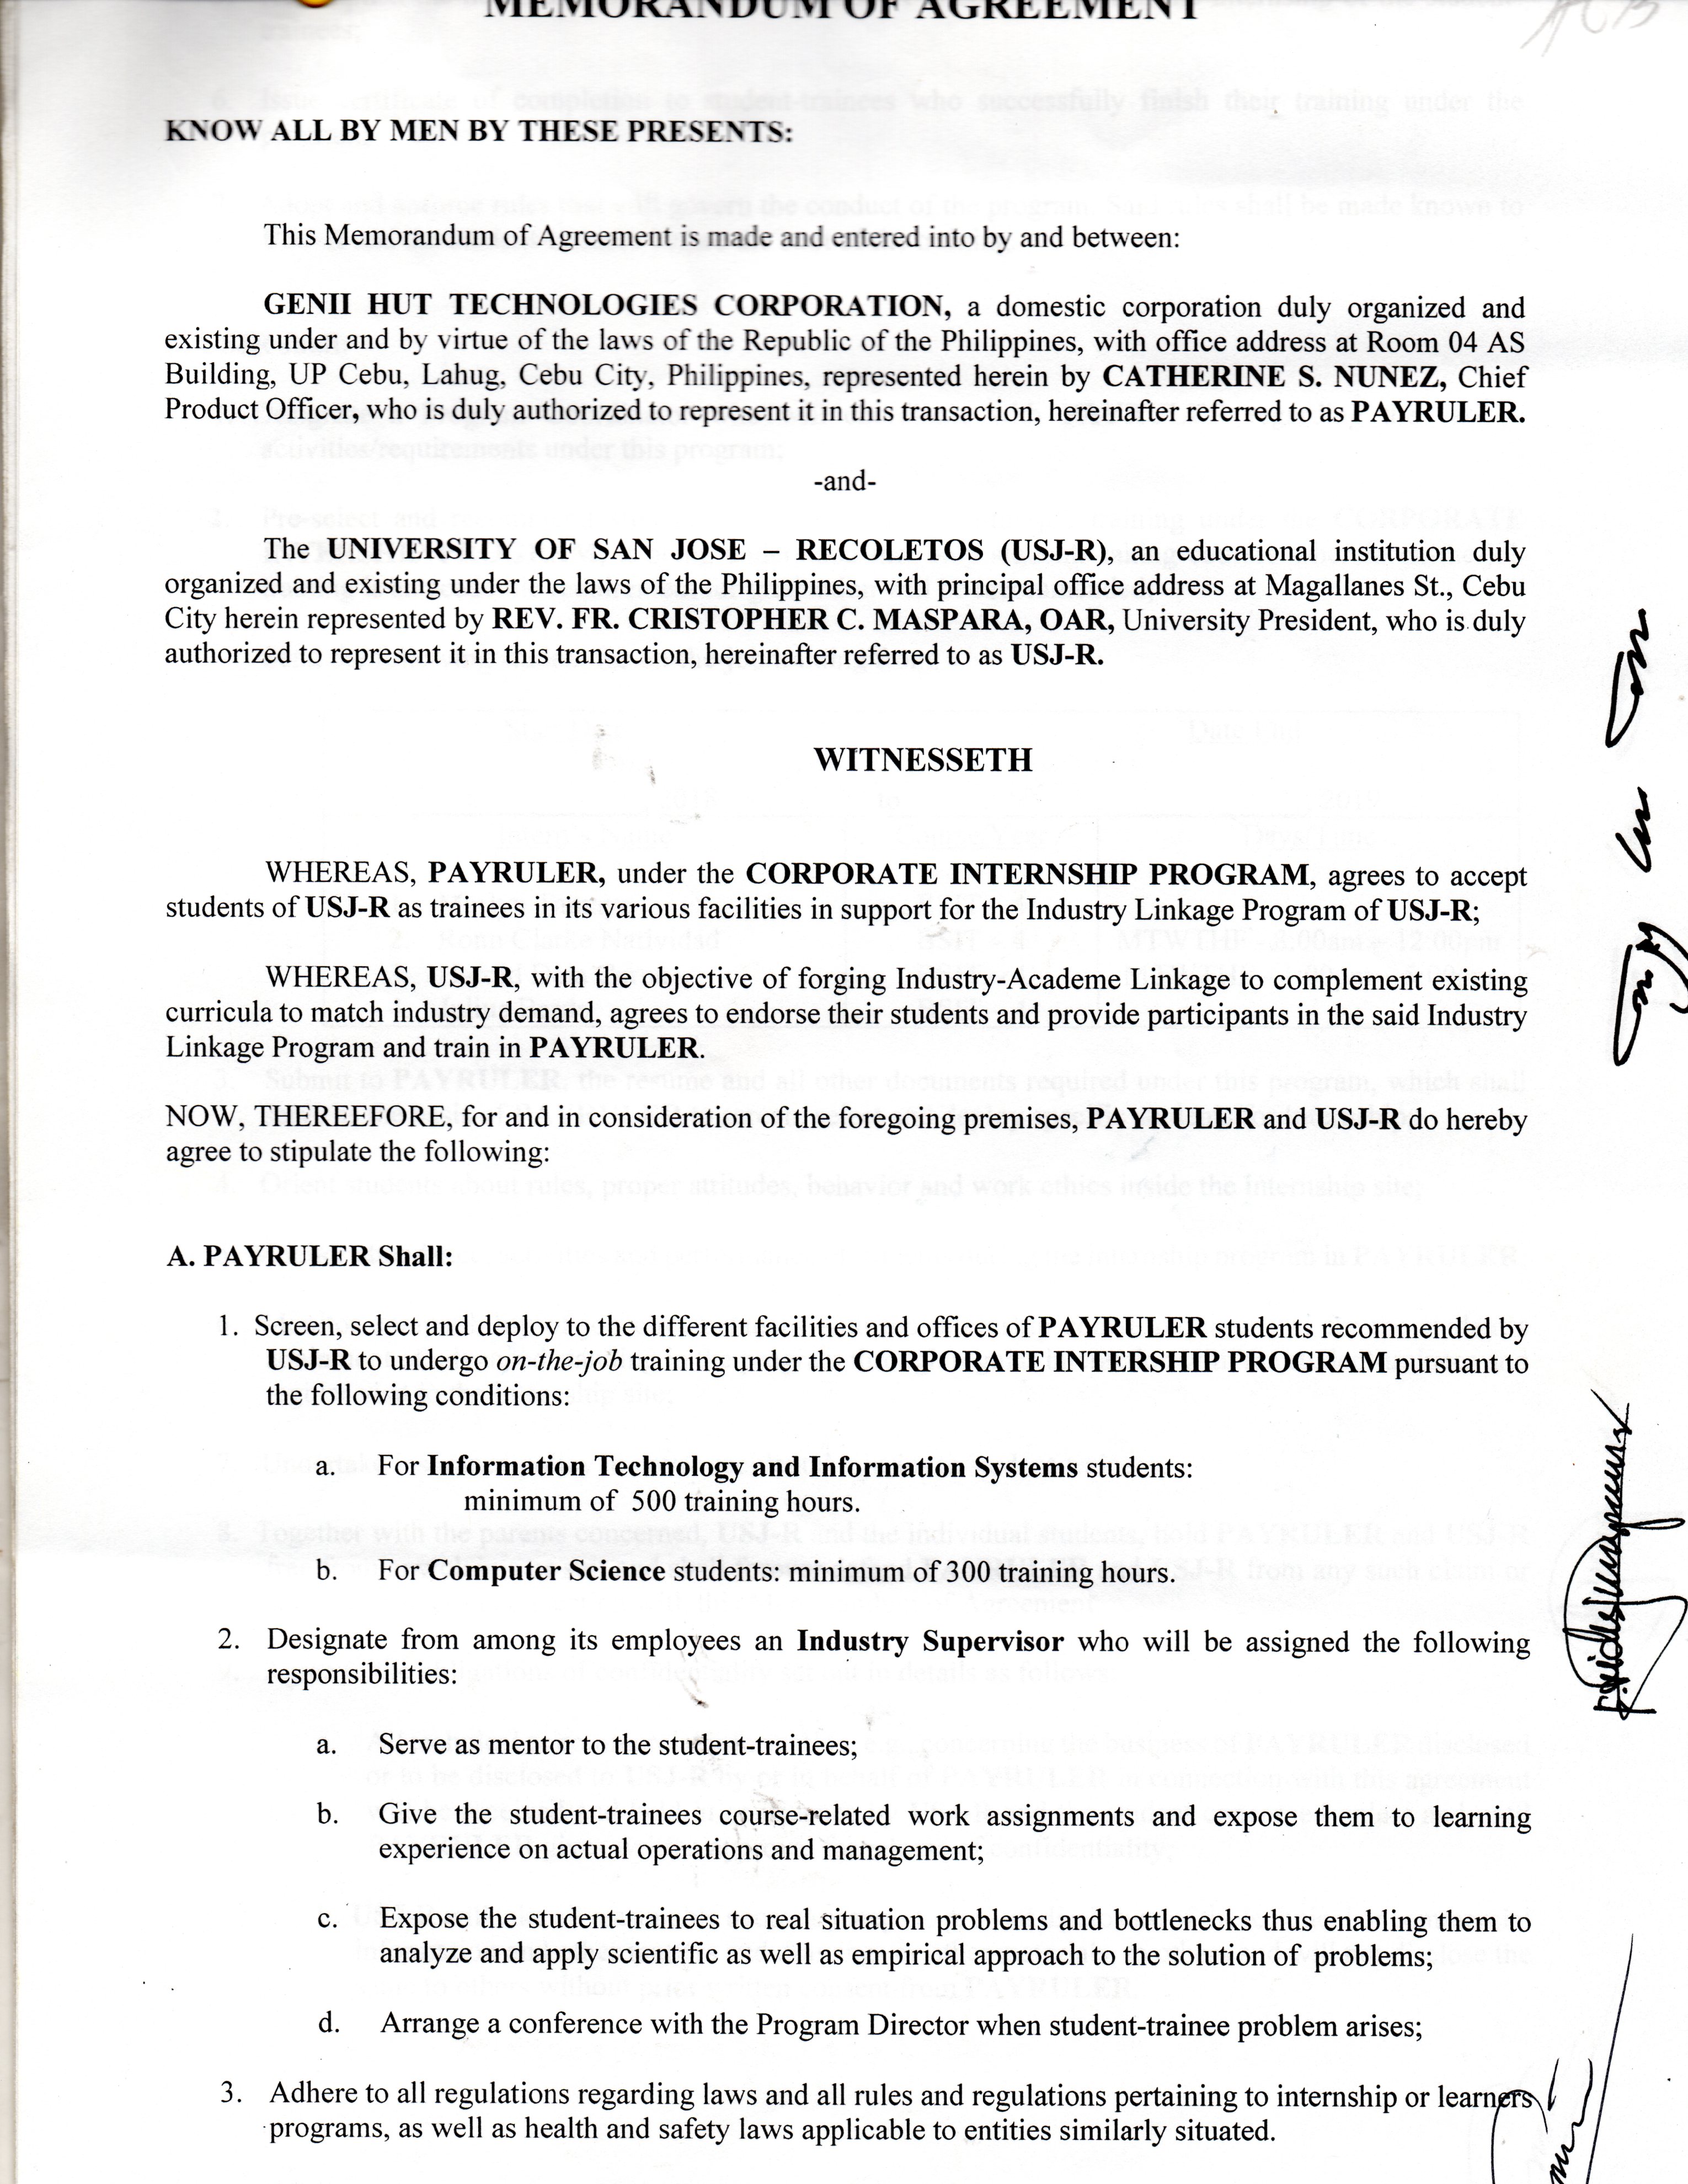 MEMORANDUM OF AGREEMENT
KNOW ALL BY MEN BY THESE PRESENTS:
This Memorandum of Agreement is made and entered into by and between:
GENII HUT TECHNOLOGIES CORPORATION, a domestic corporation duly organized and
existing under and by virtue of the laws of the Republic of the Philippines, with office address at Room 04 AS
Building, UP Cebu, Lahug, Cebu City, Philippines, represented herein by CATHERINE S. NUNEZ, Chief
Product Officer, who is duly authorized to represent it in this transaction, hereinafter referred to as PAYRULER.
-and-
The UNIVERSITY OF SAN JOSE – RECOLETOS (USJ-R), an educational institution duly
organized and existing under the laws of the Philippines, with principal office address at Magallanes St., Cebu
City herein represented by REV. FR. CRISTOPHER C. MASPARA, OAR, University President, who is duly
authorized to represent it in this transaction, hereinafter referred to as USJ-R.
WITNESSETH
WHEREAS, PAYRULER, under the CORPORATE INTERNSHIP PROGRAM, agrees to accept
students of USJ-R as trainees in its various facilities in support for the Industry Linkage Program of USJ-R;
WHEREAS, USJ-R, with the objective of forging Industry-Academe Linkage to complement existing
curricula to match industry demand, agrees to endorse their students and provide participants in the said Industry
Linkage Program and train in PAYRULER.
NOW, THEREEFORE, for and in consideration of the foregoing premises, PAYRULER and USJ-R do hereby
agree to stipulate the following:
A. PAYRULER Shall:
1. Screen, select and deploy to the different facilities and offices of PAYRULER students recommended by
USJ-R to undergo on-the-job training under the CORPORATE INTERSHIP PROGRAM pursuant to
the following conditions:
a. For Information Technology and Information Systems students:
minimum of 500 training hours.
b. For Computer Science students: minimum of 300 training hours.
2. Designate from among its employees an Industry Supervisor who will be assigned the following
responsibilities:
a. Serve as mentor to the student-trainees;
b. Give the student-trainees course-related work assignments and expose them to learning
experience on actual operations and management;
c. Expose the student-trainees to real situation problems and bottlenecks thus enabling them to
analyze and apply scientific as well as empirical approach to the solution of problems;
d. Arrange a conference with the Program Director when student-trainee problem arises;
3. Adhere to all regulations regarding laws and all rules and regulations pertaining to internship or learners
programs, as well as health and safety laws applicable to entities similarly situated.